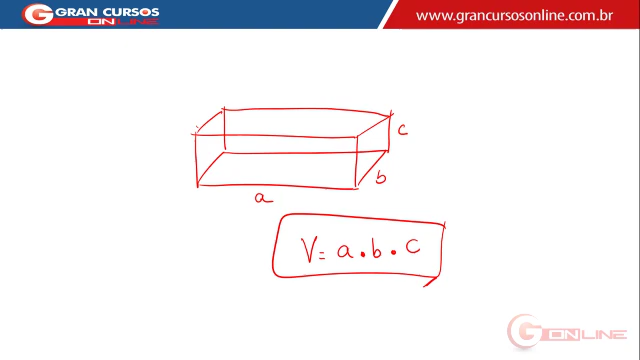 GRAN CURSOS
ONLINE
www.grancursosonline.com.br
c
b
a
V = a • b • c
G ONLINE